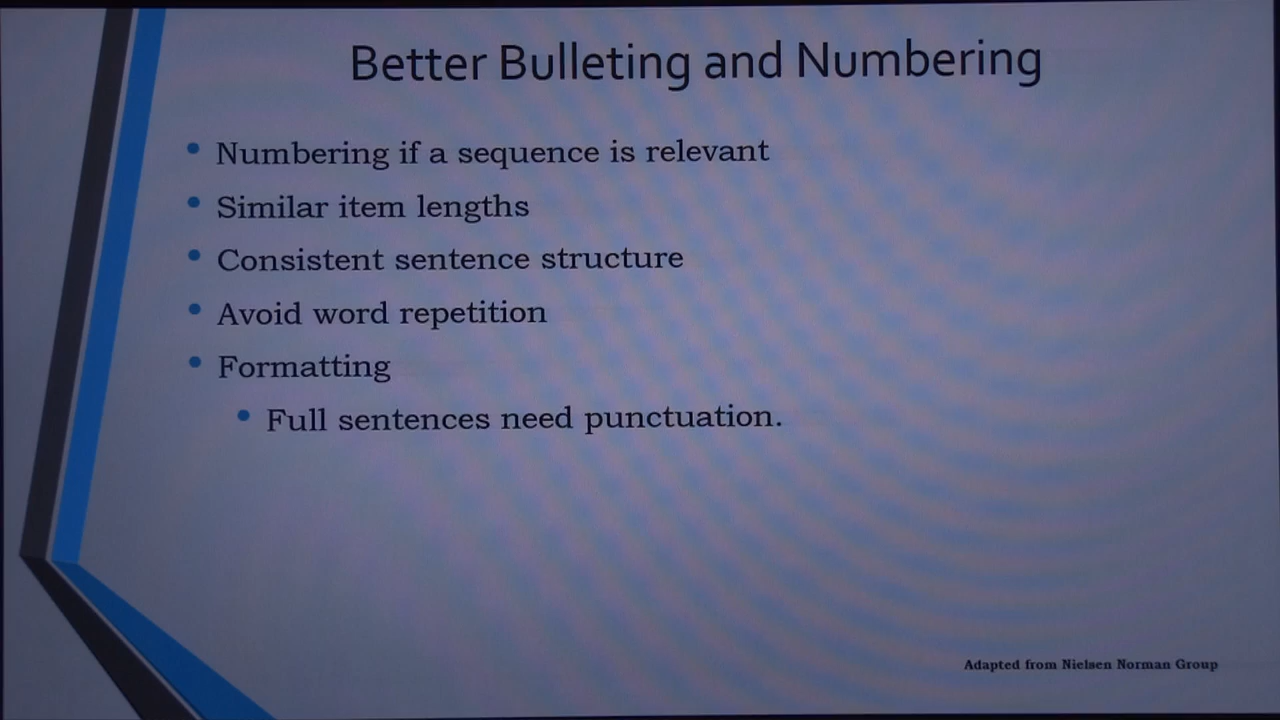 Better Bulleting and Numbering
• Numbering if a sequence is relevant
• Similar item lengths
• Consistent sentence structure
• Avoid word repetition
• Formatting
• Full sentences need punctuation.
Adapted from Nielsen Norman Group